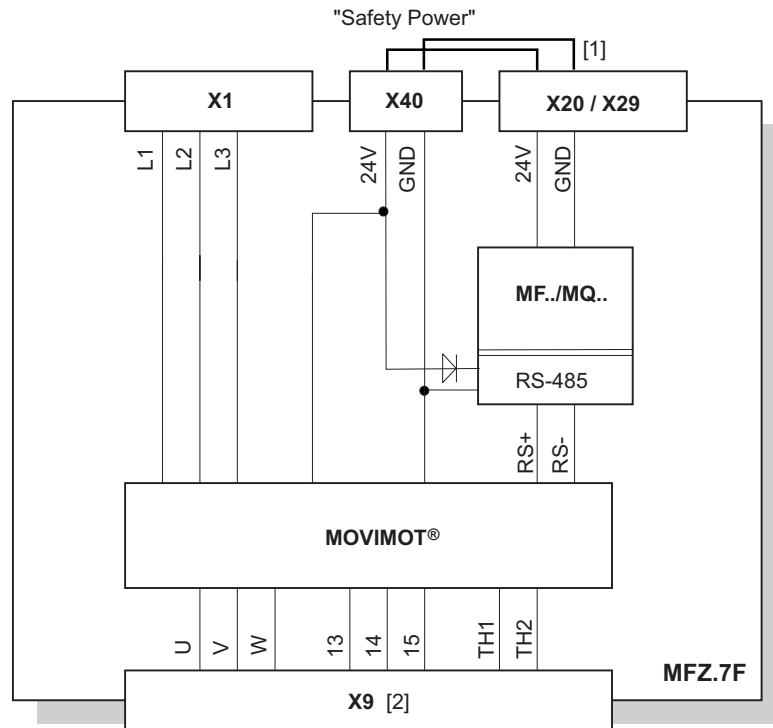 "Safety Power"
[1]
X1
X40
X20 / X29
L1
L2
L3
24V
GND
24V
GND
MF../MQ..
RS-485
RS+
RS-
MOVIMOT®
U
V
W
13
14
15
TH1
TH2
MFZ.7F
X9 [2]